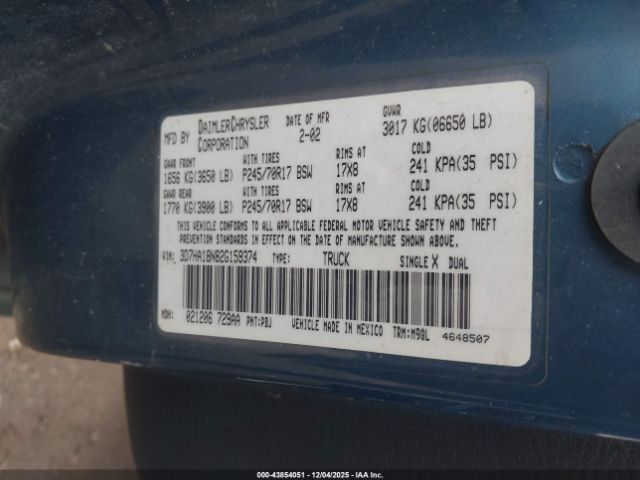 MFD BY DAIMLERCHRYSLER CORPORATION DATE OF MFR 2-02 GVWR 3017 KG(06650 LB)
GAWR FRONT WITH TIRES RIMS AT COLD
1656 KG(3650 LB) P245/70R17 BSW 17X8 241 KPA(35 PSI)
GAWR REAR WITH TIRES RIMS AT COLD
1770 KG(3900 LB) P245/70R17 BSW 17X8 241 KPA(35 PSI)
THIS VEHICLE CONFORMS TO ALL APPLICABLE FEDERAL MOTOR VEHICLE SAFETY AND THEFT
PREVENTION STANDARDS IN EFFECT ON THE DATE OF MANUFACTURE SHOWN ABOVE.
VIN: 3D7HA18N82G159374 TYPE: TRUCK SINGLE X DUAL
MDH: 021206 729AA PNT:PBJ VEHICLE MADE IN MEXICO TRM:M9QL 4648507
000-43854051 - 12/04/2025 - IAAI.COM